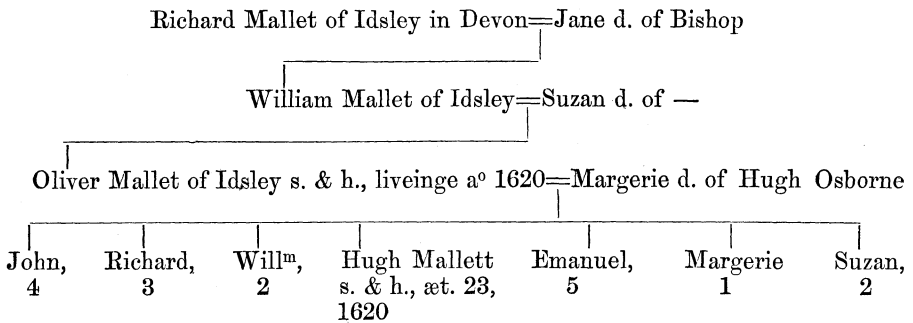 Richard Mallet of Idsley in Devon=Jane d. of Bishop
William Mallet of Idsley=Suzan d. of —
Oliver Mallet of Idsley s. & h., liveinge aº 1620=Margerie d. of Hugh Osborne
John, Richard, Willᵐ, Hugh Mallett Emanuel, Margerie Suzan,
4 3 2 s. & h., æt. 23, 5 1 2
1620